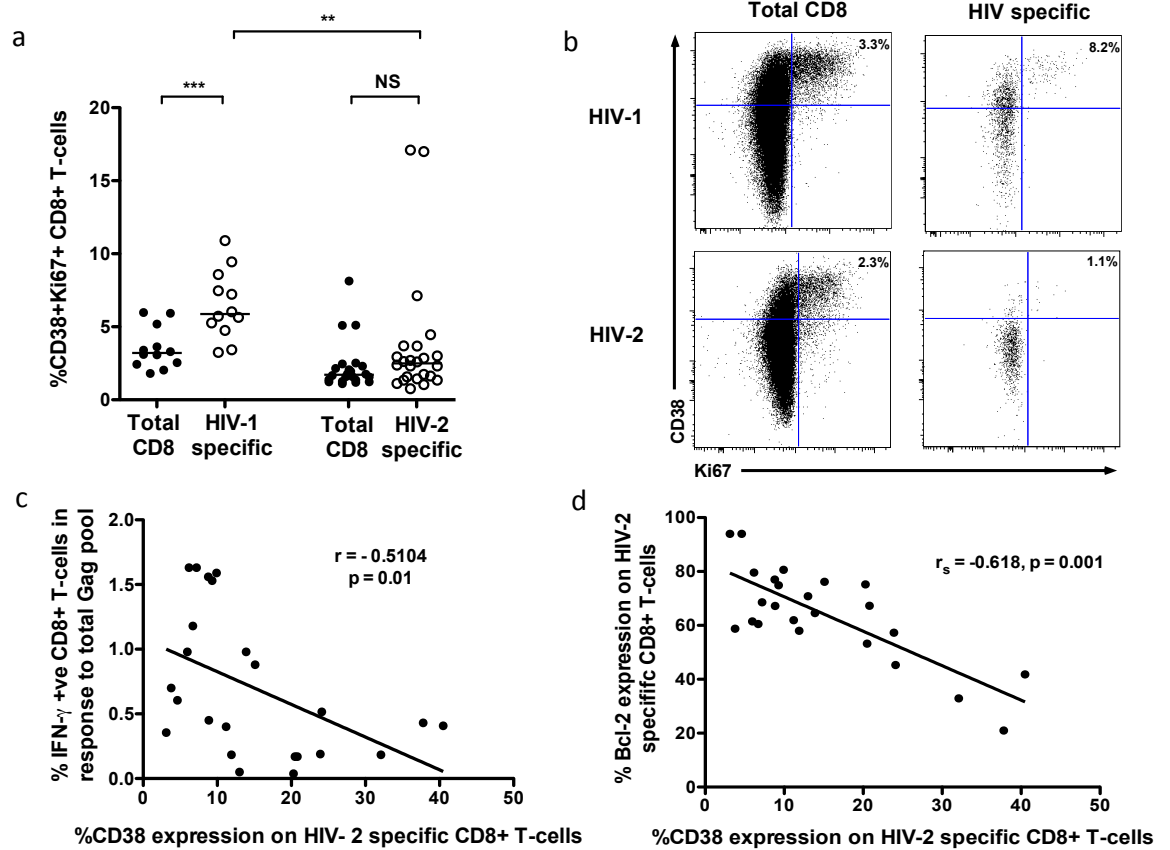 a
**
***
NS
%CD38+Ki67+ CD8+ T-cells
20
15
10
5
0
Total
CD8
HIV-1
specific
Total
CD8
HIV-2
specific
b
Total CD8
HIV specific
HIV-1
3.3%
8.2%
HIV-2
2.3%
1.1%
CD38
Ki67
c
% IFN-γ +ve CD8+ T-cells in
response to total Gag pool
2.0
1.5
1.0
0.5
0.0
r = - 0.5104
p = 0.01
0 10 20 30 40 50
%CD38 expression on HIV- 2 specific CD8+ T-cells
d
% Bcl-2 expression on HIV-2
specififc CD8+ T-cells
100
80
60
40
20
0
rs = -0.618, p = 0.001
0 10 20 30 40 50
%CD38 expression on HIV-2 specific CD8+ T-cells